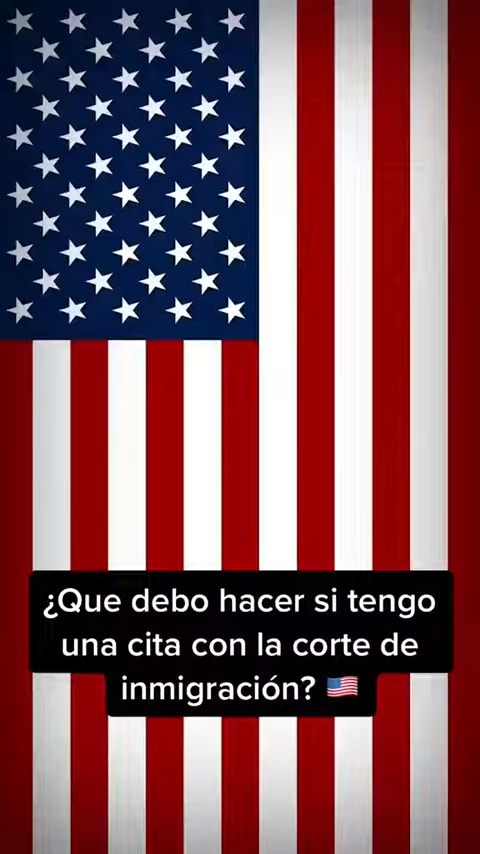 ¿Que debo hacer si tengo
una cita con la corte de
inmigración? 🇺🇸